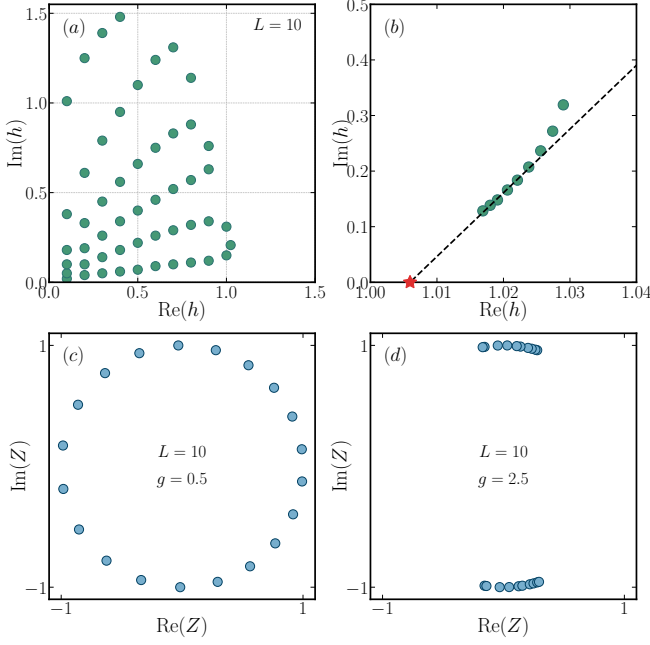 (a)
L = 10
Im(h)
1.5
1.0
0.5
0.0
0.0
0.5
1.0
1.5
Re(h)
(b)
Im(h)
0.5
0.4
0.3
0.2
0.1
0.0
1.00
1.01
1.02
1.03
1.04
Re(h)
(c)
L = 10
g = 0.5
Im(Z)
1
−1
−1
1
Re(Z)
(d)
L = 10
g = 2.5
Im(Z)
1
−1
−1
1
Re(Z)